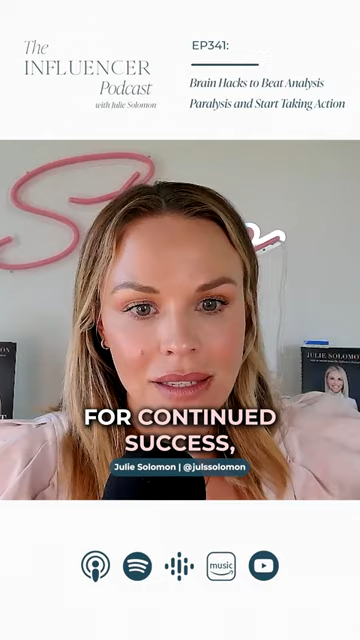 The
INFLUENCER
Podcast
with Julie Solomon
EP341:
Brain Hacks to Beat Analysis
Paralysis and Start Taking Action
JULIE SOLOMO
FOR CONTINUED
SUCCESS,
Julie Solomon | @julssolomon
music